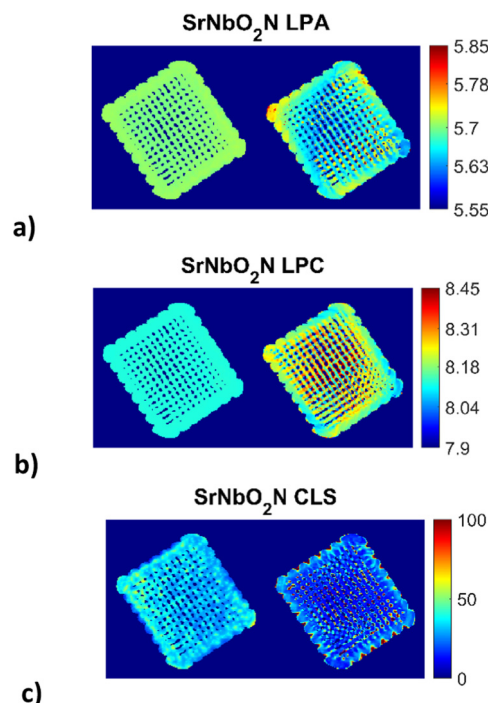 SrNbO₂N LPA
5.85
5.78
5.7
5.63
5.55
a)
SrNbO₂N LPC
8.45
8.31
8.18
8.04
7.9
b)
SrNbO₂N CLS
100
50
0
c)